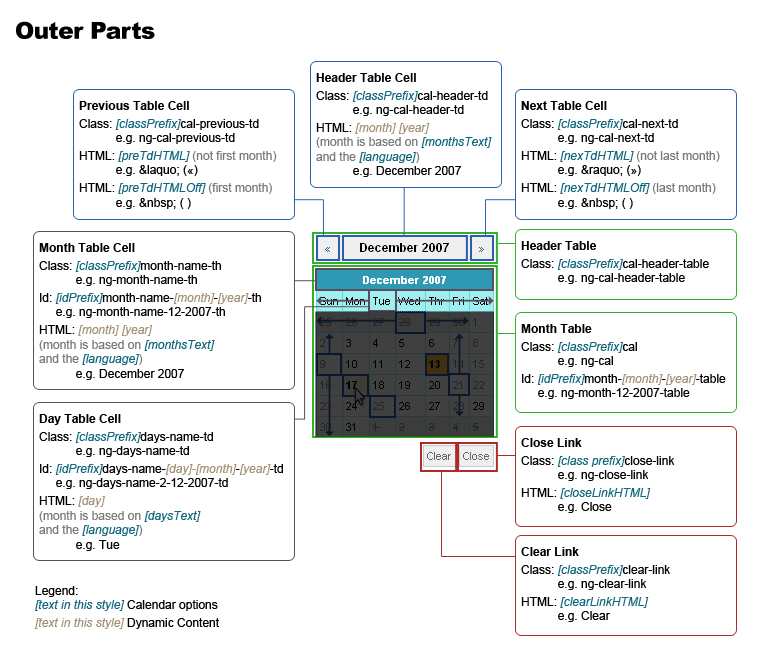 Outer Parts
Header Table Cell
Class: [classPrefix]cal-header-td
e.g. ng-cal-header-td
HTML: [month] [year]
(month is based on [monthsText]
and the [language])
e.g. December 2007
Previous Table Cell
Class: [classPrefix]cal-previous-td
e.g. ng-cal-previous-td
HTML: [preTdHTML] (not first month)
e.g. &laquo; («)
HTML: [preTdHTMLOff] (first month)
e.g. &nbsp; ( )
Next Table Cell
Class: [classPrefix]cal-next-td
e.g. ng-cal-next-td
HTML: [nexTdHTML] (not last month)
e.g. &raquo; (»)
HTML: [nexTdHTMLOff] (last month)
e.g. &nbsp; ( )
Month Table Cell
Class: [classPrefix]month-name-th
e.g. ng-month-name-th
Id: [idPrefix]month-name-[month]-[year]-th
e.g. ng-month-name-12-2007-th
HTML: [month] [year]
(month is based on [monthsText]
and the [language])
e.g. December 2007
« December 2007 »
December 2007
Sun Mon Tue Wed Thr Fri Sat
25 26 27 28 29 30 1
2 3 4 5 6 7 8
9 10 11 12 13 14 15
16 17 18 19 20 21 22
23 24 25 26 27 28 29
30 31 1 2 3 4 5
Clear Close
Header Table
Class: [classPrefix]cal-header-table
e.g. ng-cal-header-table
Month Table
Class: [classPrefix]cal
e.g. ng-cal
Id: [idPrefix]month-[month]-[year]-table
e.g. ng-month-12-2007-table
Day Table Cell
Class: [classPrefix]days-name-td
e.g. ng-days-name-td
Id: [idPrefix]days-name-[day]-[month]-[year]-td
e.g. ng-days-name-2-12-2007-td
HTML: [day]
(month is based on [daysText]
and the [language])
e.g. Tue
Close Link
Class: [class prefix]close-link
e.g. ng-close-link
HTML: [closeLinkHTML]
e.g. Close
Clear Link
Class: [classPrefix]clear-link
e.g. ng-clear-link
HTML: [clearLinkHTML]
e.g. Clear
Legend:
[text in this style] Calendar options
[text in this style] Dynamic Content